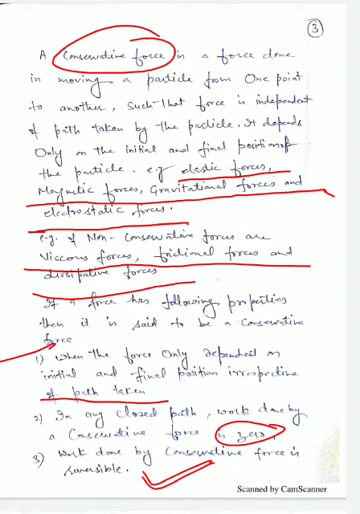 3
A Conservative force is a force done
in moving a particle from One point
to another, such that force is independent
of path taken by the particle. It depends
Only on the initial and final position of
the particle. e.g elastic forces,
Magnetic forces, Gravitational forces and
electrostatic forces.
e.g. of Non-Conservative forces are
Viscous forces, frictional forces and
dissipative forces
If a force has following properties
then it is said to be a Conservative
force
1) When the force Only dependent on
initial and final position irrespective
of path taken
2) In any closed path, work done by
a Conservative force is zero.
3) Work done by Conservative force is
reversible.
Scanned by CamScanner